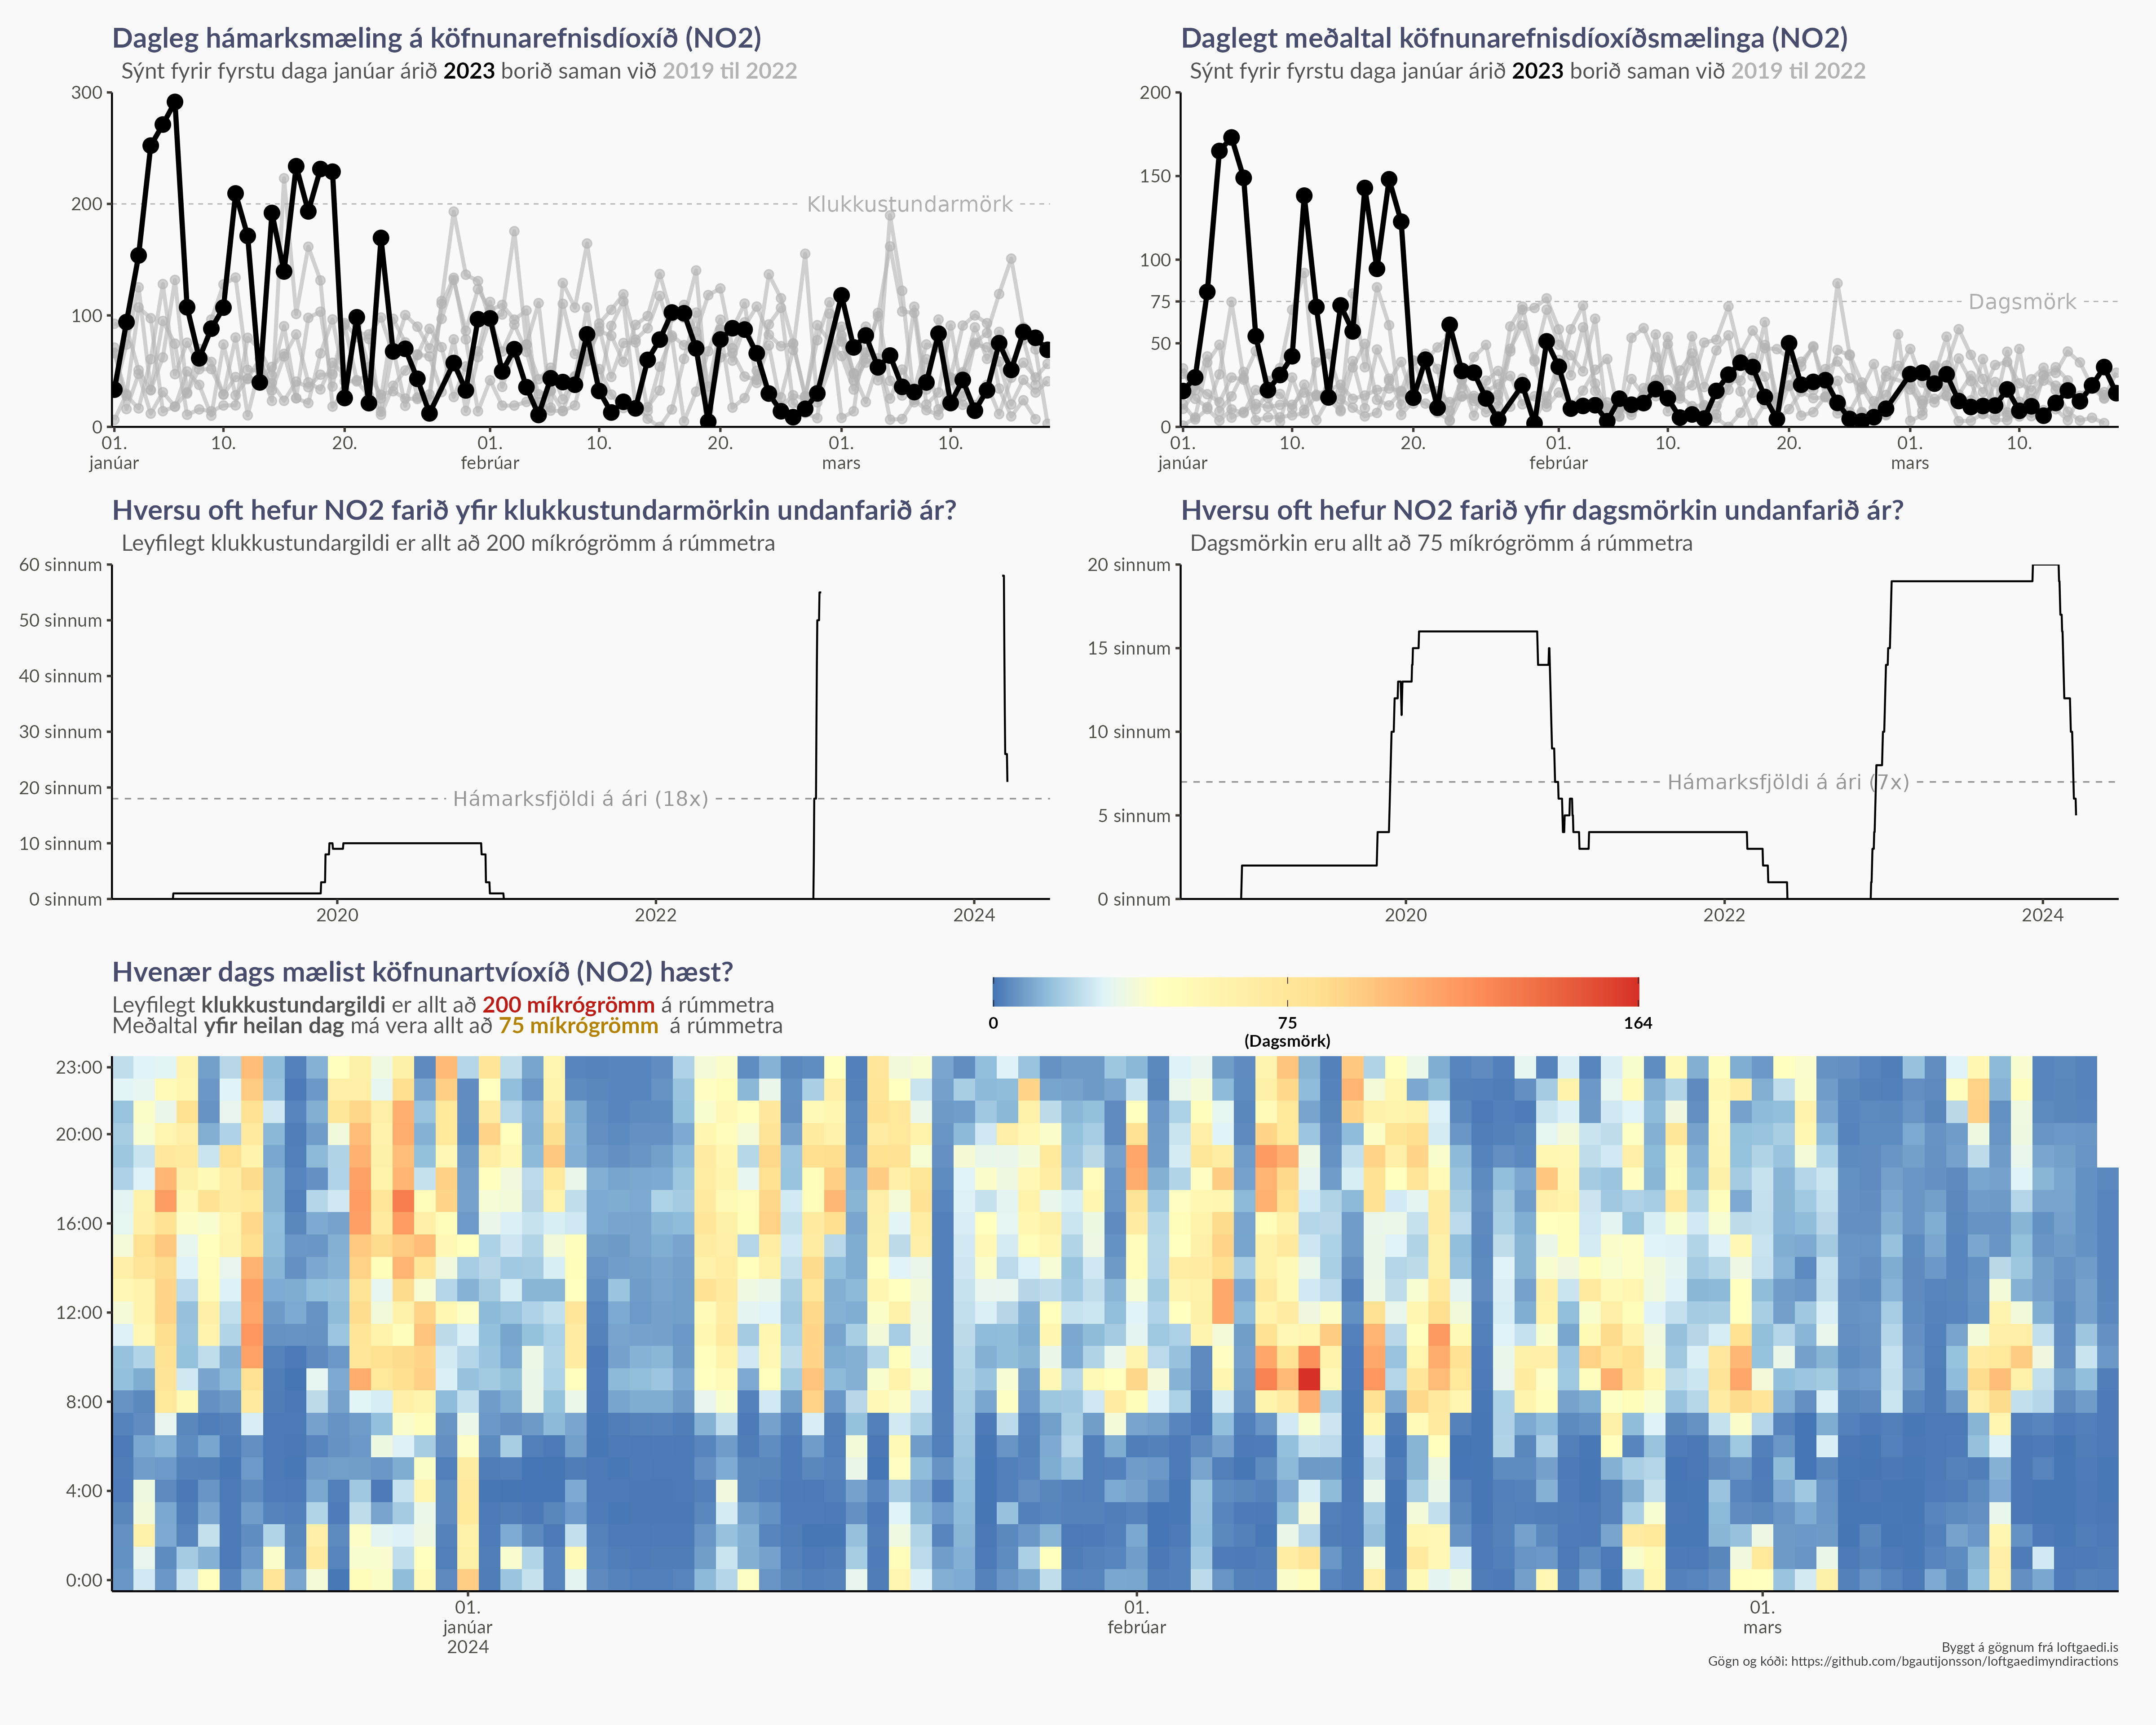 Dagleg hámarksmæling á köfnunarefnisdíoxíð (NO2)
Sýnt fyrir fyrstu daga janúar árið 2023 borið saman við 2019 til 2022
300
200
100
0
Klukkustundarmörk
01. 10. 20. 01. 10. 20. 01. 10.
janúar febrúar mars
Daglegt meðaltal köfnunarefnisdíoxíðsmælinga (NO2)
Sýnt fyrir fyrstu daga janúar árið 2023 borið saman við 2019 til 2022
200
150
100
75
50
0
Dagsmörk
01. 10. 20. 01. 10. 20. 01. 10.
janúar febrúar mars
Hversu oft hefur NO2 farið yfir klukkustundarmörkin undanfarið ár?
Leyfilegt klukkustundargildi er allt að 200 míkrógrömm á rúmmetra
60 sinnum
50 sinnum
40 sinnum
30 sinnum
20 sinnum
10 sinnum
0 sinnum
Hámarksfjöldi á ári (18x)
2020 2022 2024
Hversu oft hefur NO2 farið yfir dagsmörkin undanfarið ár?
Dagsmörkin eru allt að 75 míkrógrömm á rúmmetra
20 sinnum
15 sinnum
10 sinnum
5 sinnum
0 sinnum
Hámarksfjöldi á ári (7x)
2020 2022 2024
Hvenær dags mælist köfnunartvíoxíð (NO2) hæst?
Leyfilegt klukkustundargildi er allt að 200 míkrógrömm á rúmmetra
Meðaltal yfir heilan dag má vera allt að 75 míkrógrömm á rúmmetra
0 75 164
(Dagsmörk)
23:00
20:00
16:00
12:00
8:00
4:00
0:00
01. 01. 01.
janúar febrúar mars
2024
Byggt á gögnum frá loftgaedi.is
Gögn og kóði: https://github.com/bgautijonsson/loftgaedimyndiractions